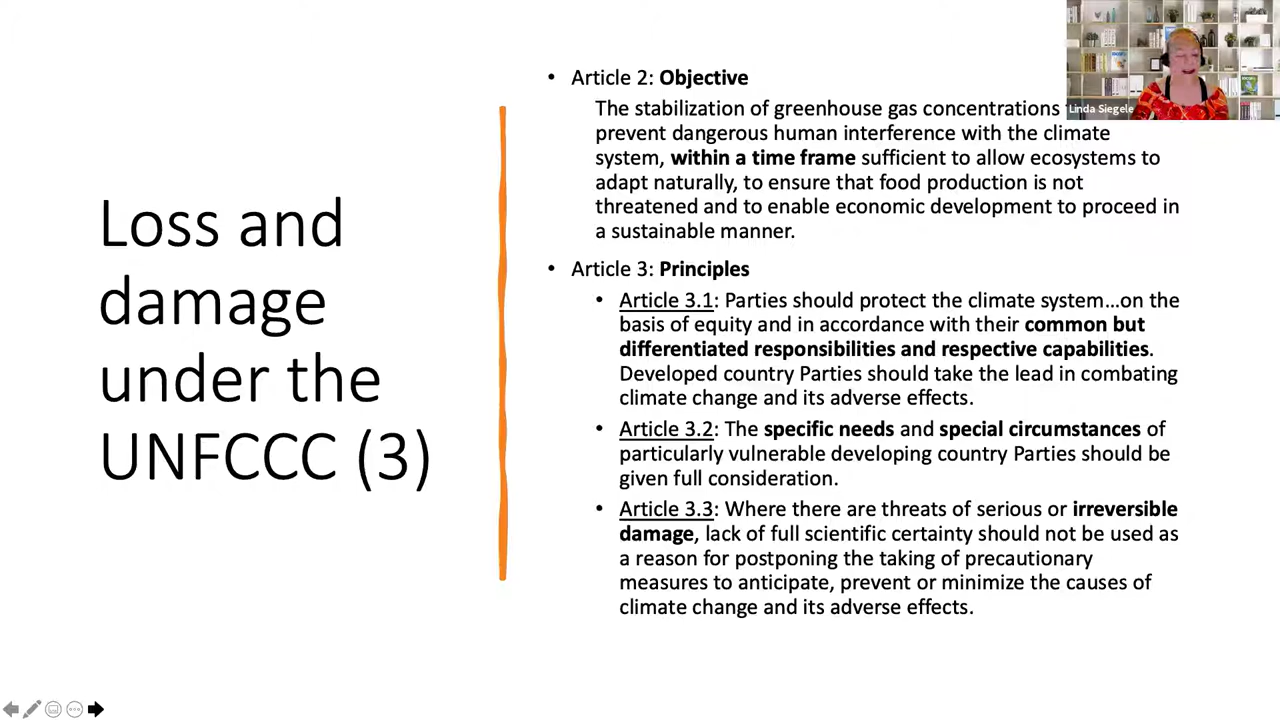 Loss and
damage
under the
UNFCCC (3)
• Article 2: Objective
The stabilization of greenhouse gas concentrations
prevent dangerous human interference with the climate
system, within a time frame sufficient to allow ecosystems to
adapt naturally, to ensure that food production is not
threatened and to enable economic development to proceed in
a sustainable manner.
• Article 3: Principles
• Article 3.1: Parties should protect the climate system…on the
basis of equity and in accordance with their common but
differentiated responsibilities and respective capabilities.
Developed country Parties should take the lead in combating
climate change and its adverse effects.
• Article 3.2: The specific needs and special circumstances of
particularly vulnerable developing country Parties should be
given full consideration.
• Article 3.3: Where there are threats of serious or irreversible
damage, lack of full scientific certainty should not be used as
a reason for postponing the taking of precautionary
measures to anticipate, prevent or minimize the causes of
climate change and its adverse effects.
Linda Siegele